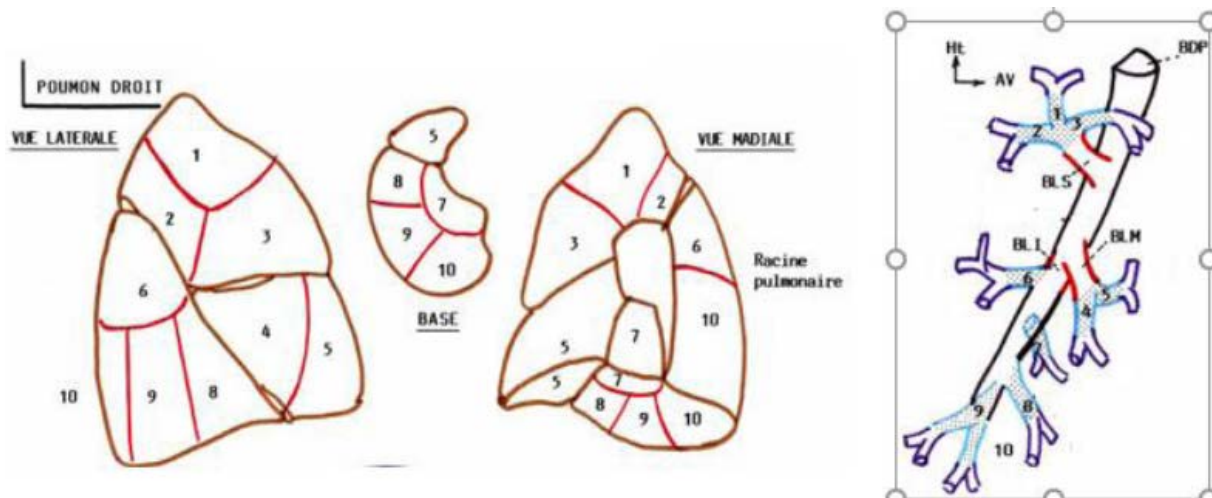 POUMON DROIT
VUE LATERALE
1
2
3
6
4
5
10
9
8
5
8
7
9
10
BASE
VUE MADIALE
1
2
3
6
Racine
pulmonaire
10
7
5
5
7
8
9
10
Ht
AV
BDP
1
2
3
BLS
BLI
BLM
6
5
4
9
8
10